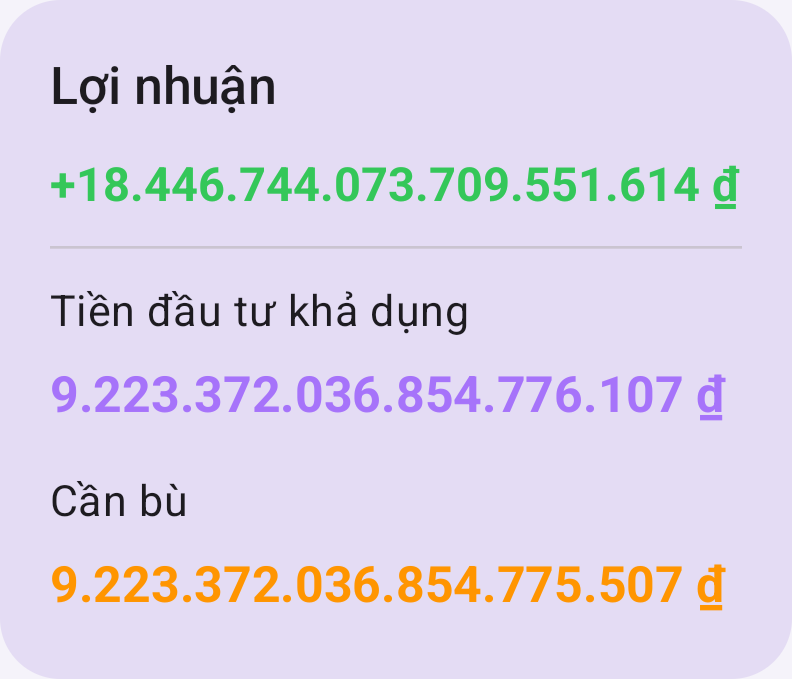 Lợi nhuận
+18.446.744.073.709.551.614 ₫
Tiền đầu tư khả dụng
9.223.372.036.854.776.107 ₫
Cần bù
9.223.372.036.854.775.507 ₫